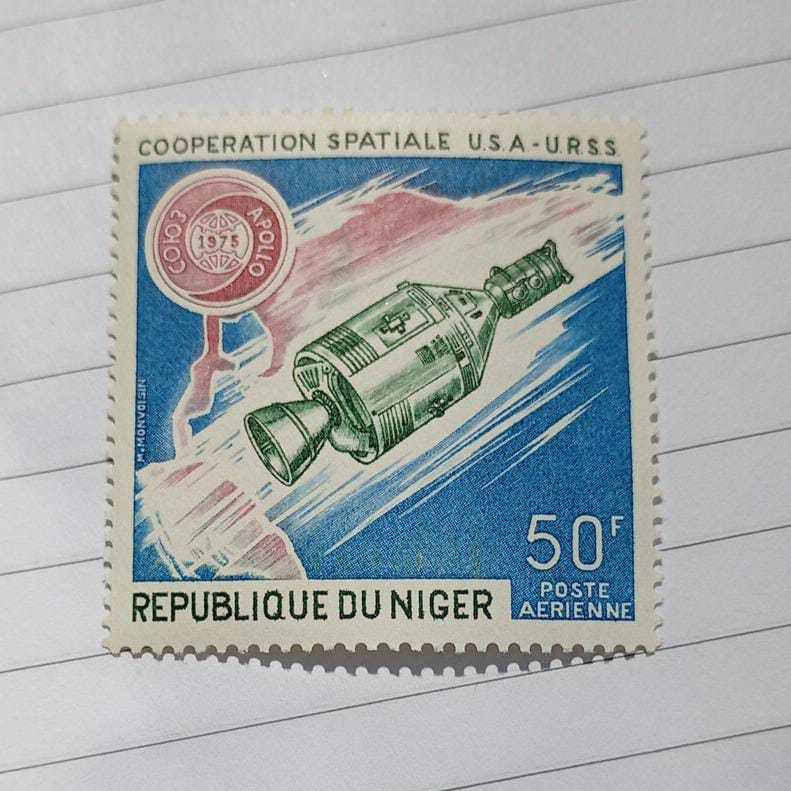 COOPERATION SPATIALE U.S.A - U.R.S.S
СОЮЗ
1975
APOLLO
M. MONVOISIN
50F
POSTE
AERIENNE
REPUBLIQUE DU NIGER